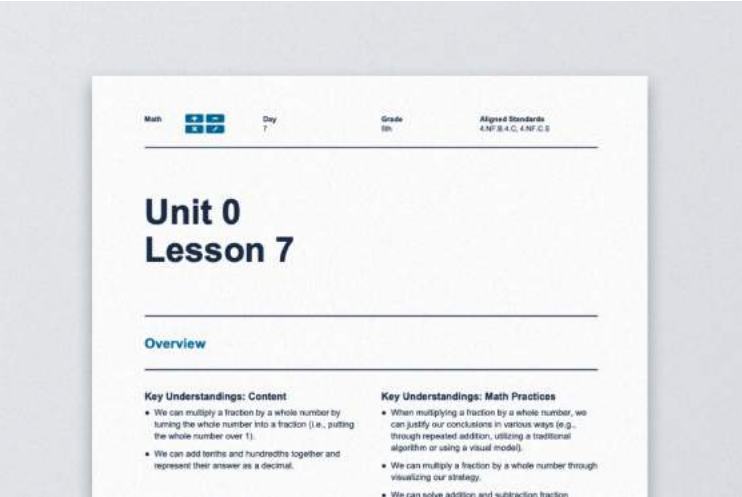 Math
Day
7
Grade
Aligned Standards
4.NF.B.4.C, 4.NF.C.5
Unit 0
Lesson 7
Overview
Key Understandings: Content
• We can multiply a fraction by a whole number by
turning the whole number into a fraction (i.e., putting
the whole number over 1).
• We can add tenths and hundredths together and
represent their answer as a decimal.
Key Understandings: Math Practices
• When multiplying a fraction by a whole number, we
can justify our conclusions in various ways (e.g.,
through repeated addition, utilizing a traditional
algorithm or using a visual model).
• We can multiply a fraction by a whole number through
visualizing our strategy.
• We can solve addition and subtraction fraction